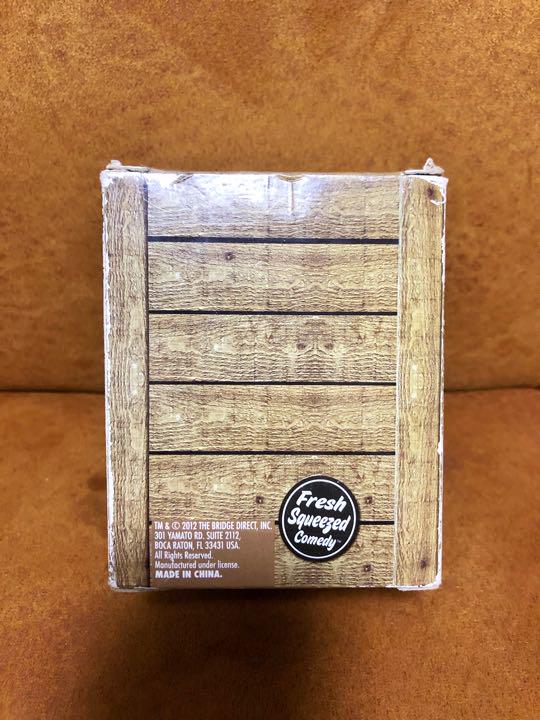 Fresh
Squeezed
Comedy™
TM & © 2012 THE BRIDGE DIRECT, INC.
301 YAMATO RD. SUITE 2112,
BOCA RATON, FL 33431 USA.
All Rights Reserved.
Manufactured under license.
MADE IN CHINA.